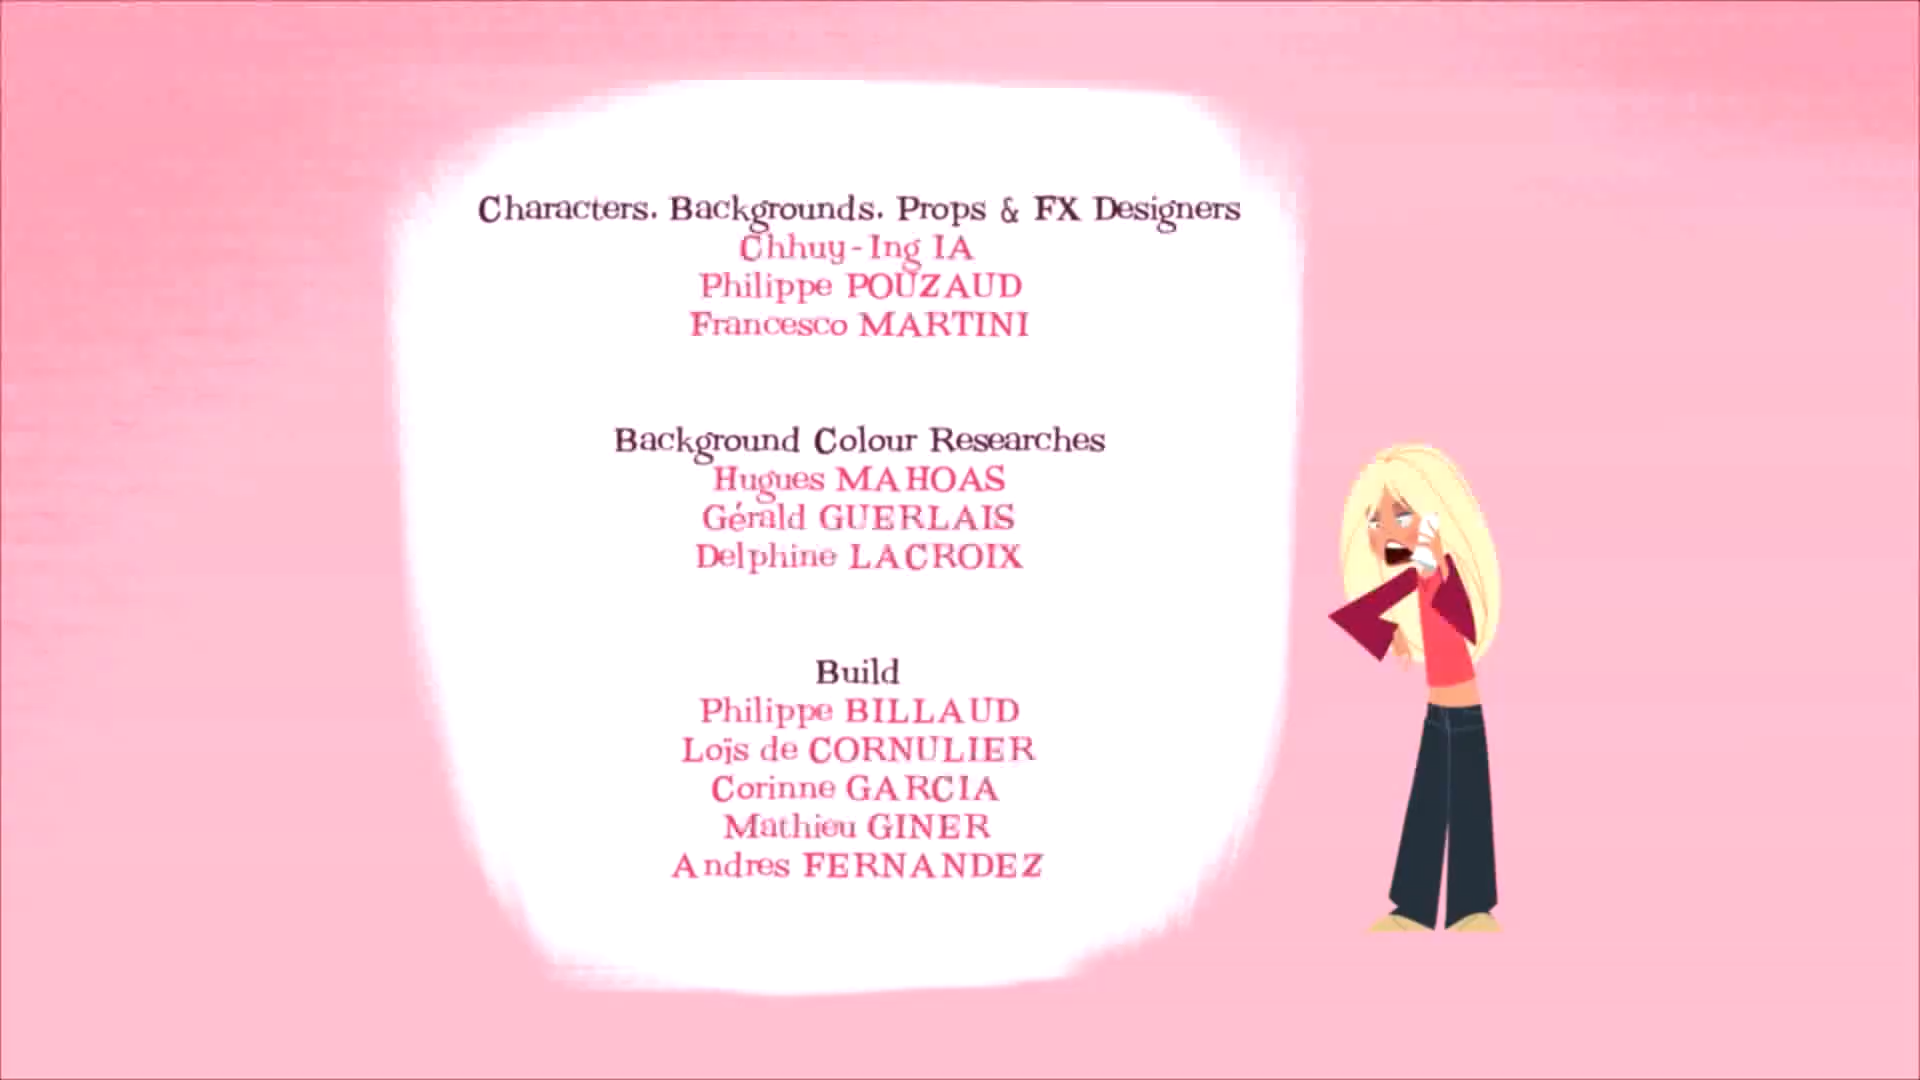 Characters. Backgrounds. Props & FX Designers
Chhuy-Ing IA
Philippe POUZAUD
Francesco MARTINI
Background Colour Researches
Hugues MAHOAS
Gérald GUERLAIS
Delphine LACROIX
Build
Philippe BILLAUD
Loïs de CORNULIER
Corinne GARCIA
Mathieu GINER
Andres FERNANDEZ